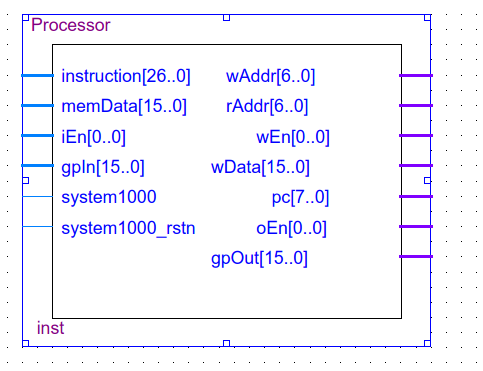 Processor
instruction[26..0] wAddr[6..0]
memData[15..0] rAddr[6..0]
iEn[0..0] wEn[0..0]
gpIn[15..0] wData[15..0]
system1000 pc[7..0]
system1000_rstn oEn[0..0]
gpOut[15..0]
inst